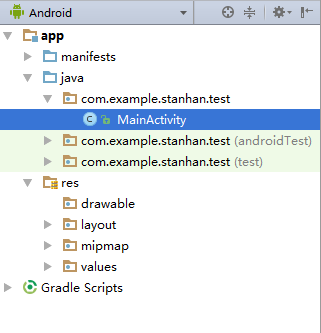 Android
app
manifests
java
com.example.stanhan.test
MainActivity
com.example.stanhan.test (androidTest)
com.example.stanhan.test (test)
res
drawable
layout
mipmap
values
Gradle Scripts